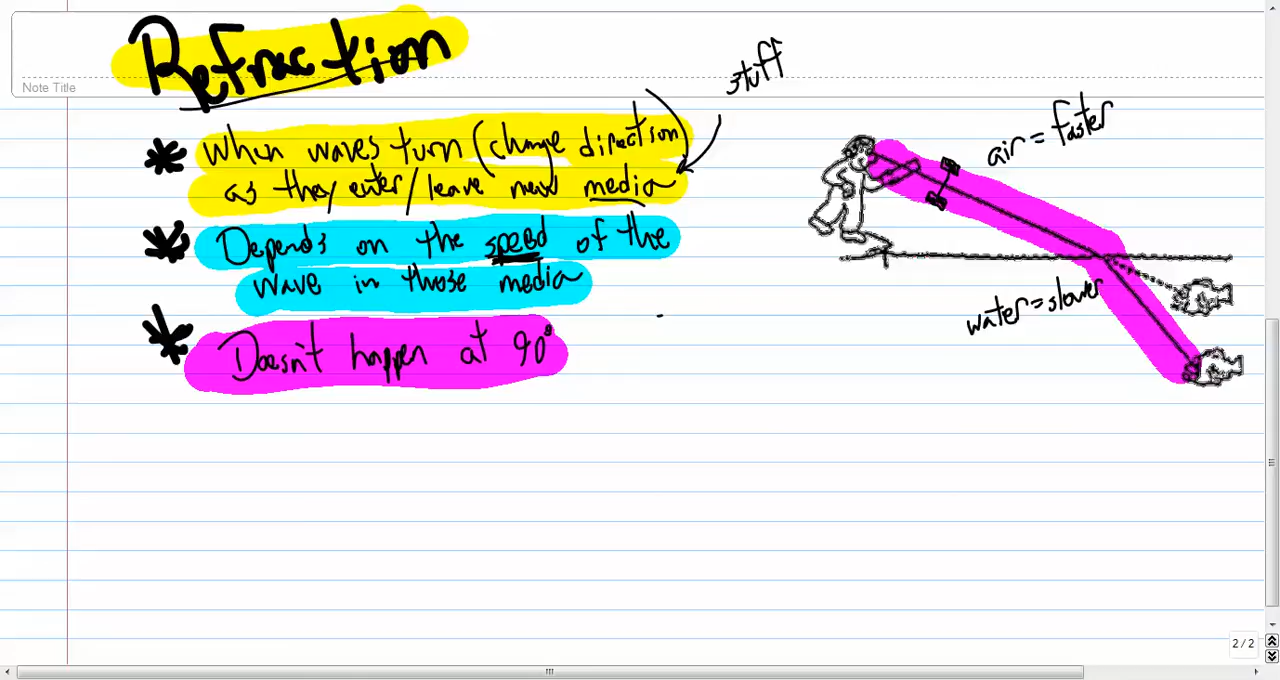 Refraction
Note Title
stuff
* When waves turn (change direction)
as they enter/leave new media
* Depends on the speed of the
wave in those media
* Doesn't happen at 90°
air = faster
water = slower
2 / 2